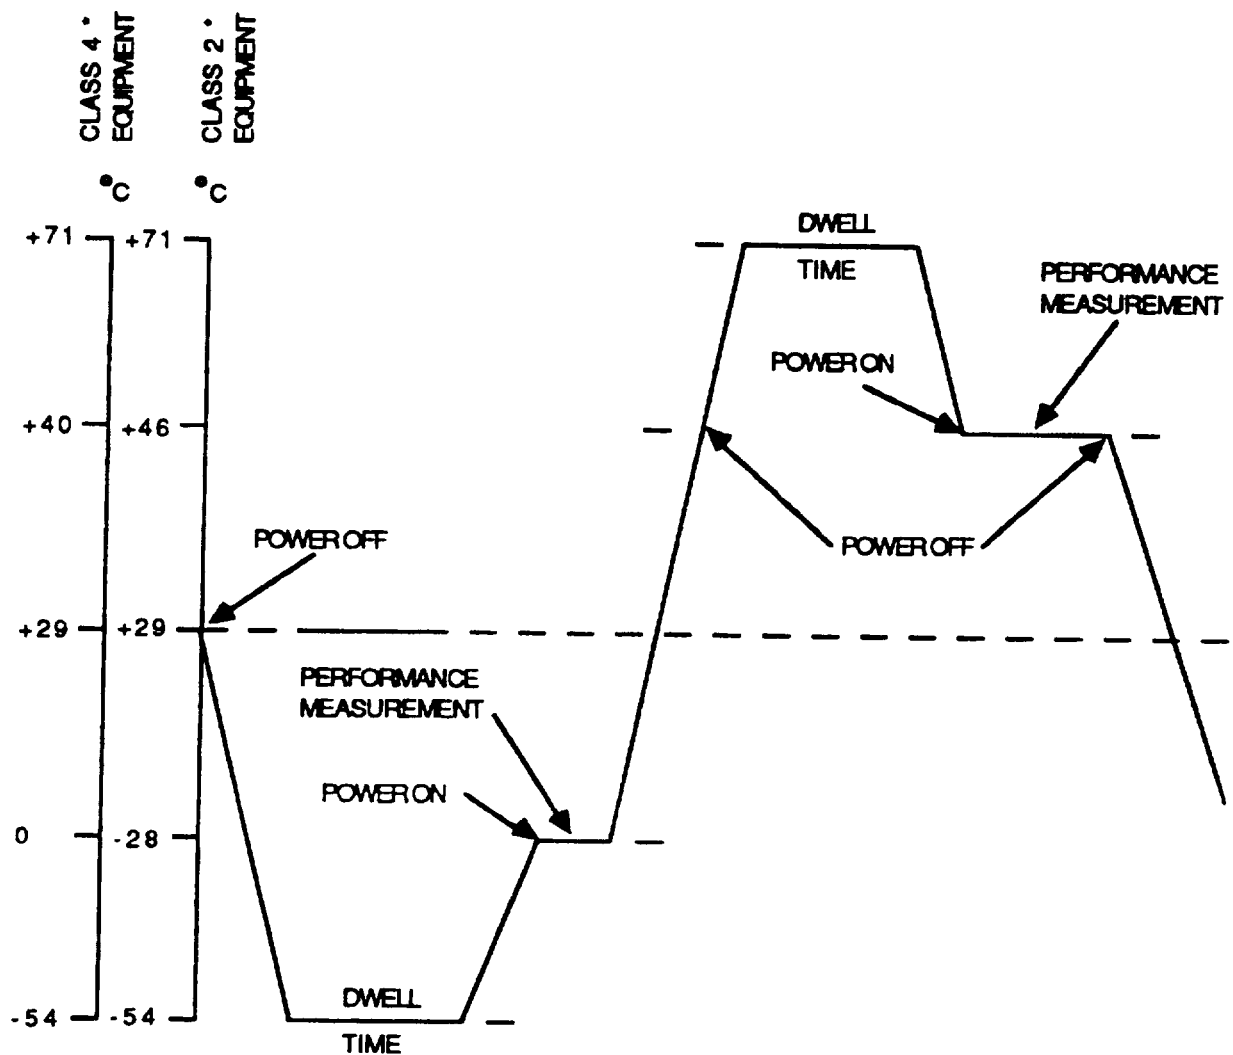 CLASS 4 *
EQUIPMENT
CLASS 2 *
EQUIPMENT
°C
°C
+71
+71
DWELL
TIME
PERFORMANCE
MEASUREMENT
POWER ON
+40
+46
POWER OFF
POWER OFF
+29
+29
PERFORMANCE
MEASUREMENT
POWER ON
0
-28
-54
-54
DWELL
TIME